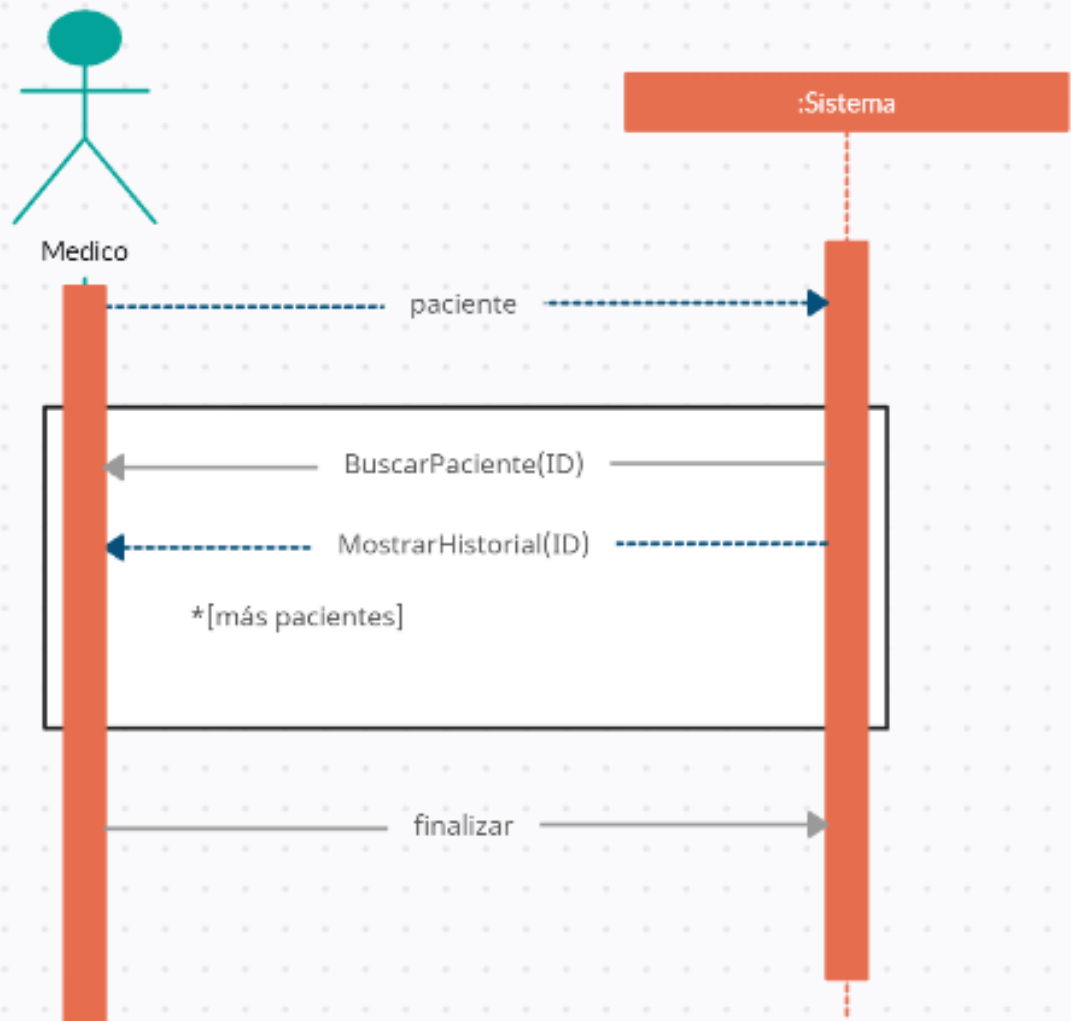 :Sistema
Medico
paciente
BuscarPaciente(ID)
MostrarHistorial(ID)
*[más pacientes]
finalizar